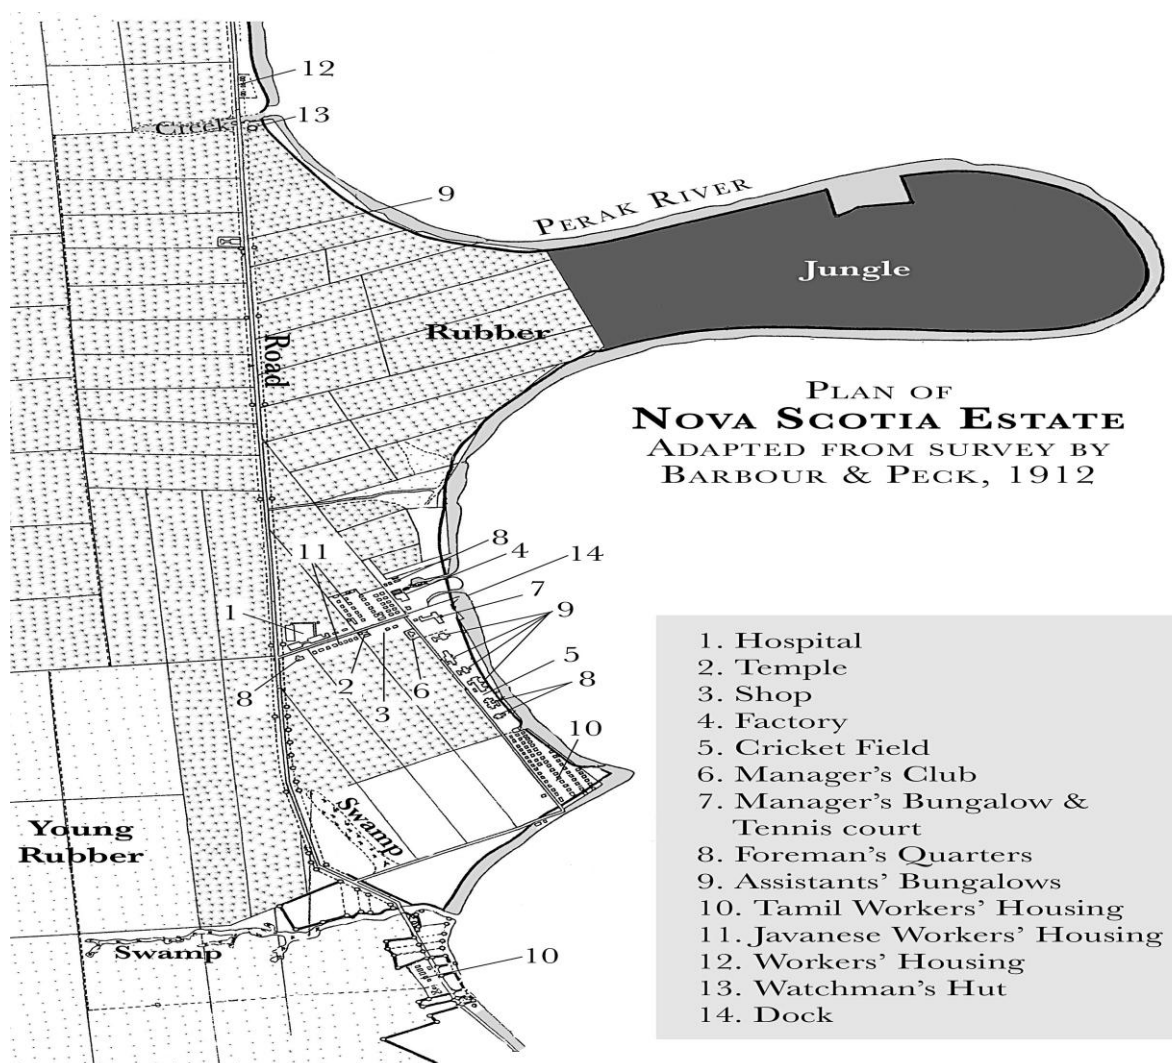 12
13
Creek
9
PERAK RIVER
Jungle
Rubber
Road
PLAN OF
NOVA SCOTIA ESTATE
ADAPTED FROM SURVEY BY
BARBOUR & PECK, 1912
8
4
14
11
7
9
1
5
8
8
2
3
6
10
Swamp
Young
Rubber
Swamp
10
1. Hospital
2. Temple
3. Shop
4. Factory
5. Cricket Field
6. Manager's Club
7. Manager's Bungalow &
Tennis court
8. Foreman's Quarters
9. Assistants' Bungalows
10. Tamil Workers' Housing
11. Javanese Workers' Housing
12. Workers' Housing
13. Watchman's Hut
14. Dock